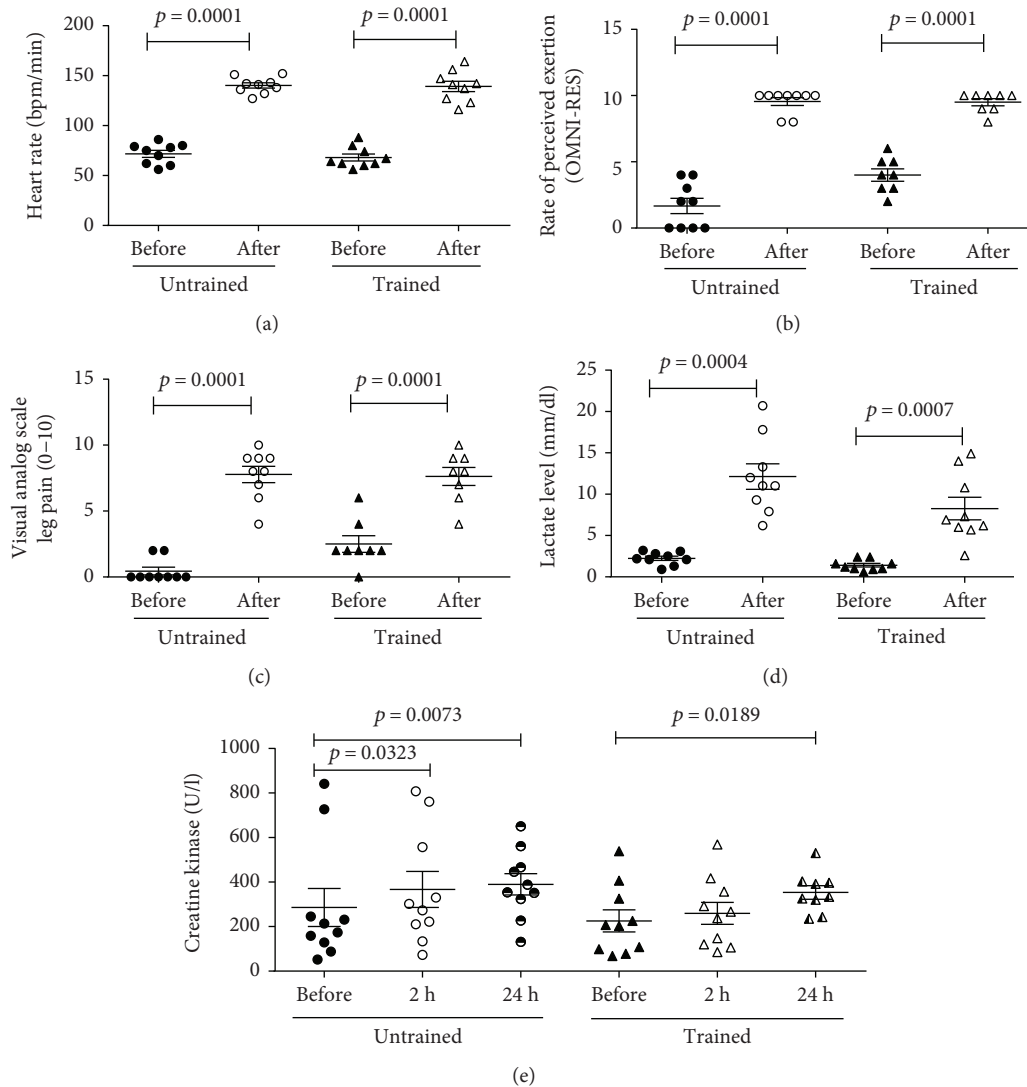 p = 0.0001
p = 0.0001
200
150
100
50
0
Heart rate (bpm/min)
Before
After
Before
After
Untrained
Trained
(a)
p = 0.0001
p = 0.0001
15
10
5
0
Rate of perceived exertion
(OMNI-RES)
Before
After
Before
After
Untrained
Trained
(b)
p = 0.0001
p = 0.0001
15
10
5
0
Visual analog scale
leg pain (0–10)
Before
After
Before
After
Untrained
Trained
(c)
p = 0.0004
p = 0.0007
25
20
15
10
5
0
Lactate level (mm/dl)
Before
After
Before
After
Untrained
Trained
(d)
p = 0.0073
p = 0.0189
p = 0.0323
1000
800
600
400
200
0
Creatine kinase (U/l)
Before
2 h
24 h
Before
2 h
24 h
Untrained
Trained
(e)